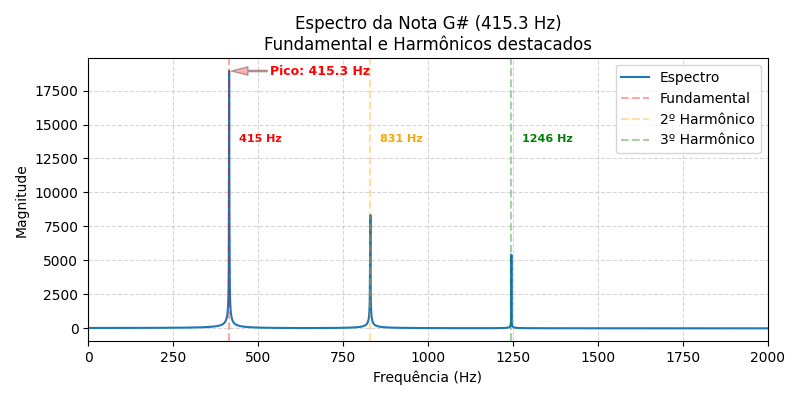 Espectro da Nota G# (415.3 Hz)
Fundamental e Harmônicos destacados
Pico: 415.3 Hz
415 Hz
831 Hz
1246 Hz
Espectro
Fundamental
2º Harmônico
3º Harmônico
Magnitude
17500
15000
12500
10000
7500
5000
2500
0
0 250 500 750 1000 1250 1500 1750 2000
Frequência (Hz)